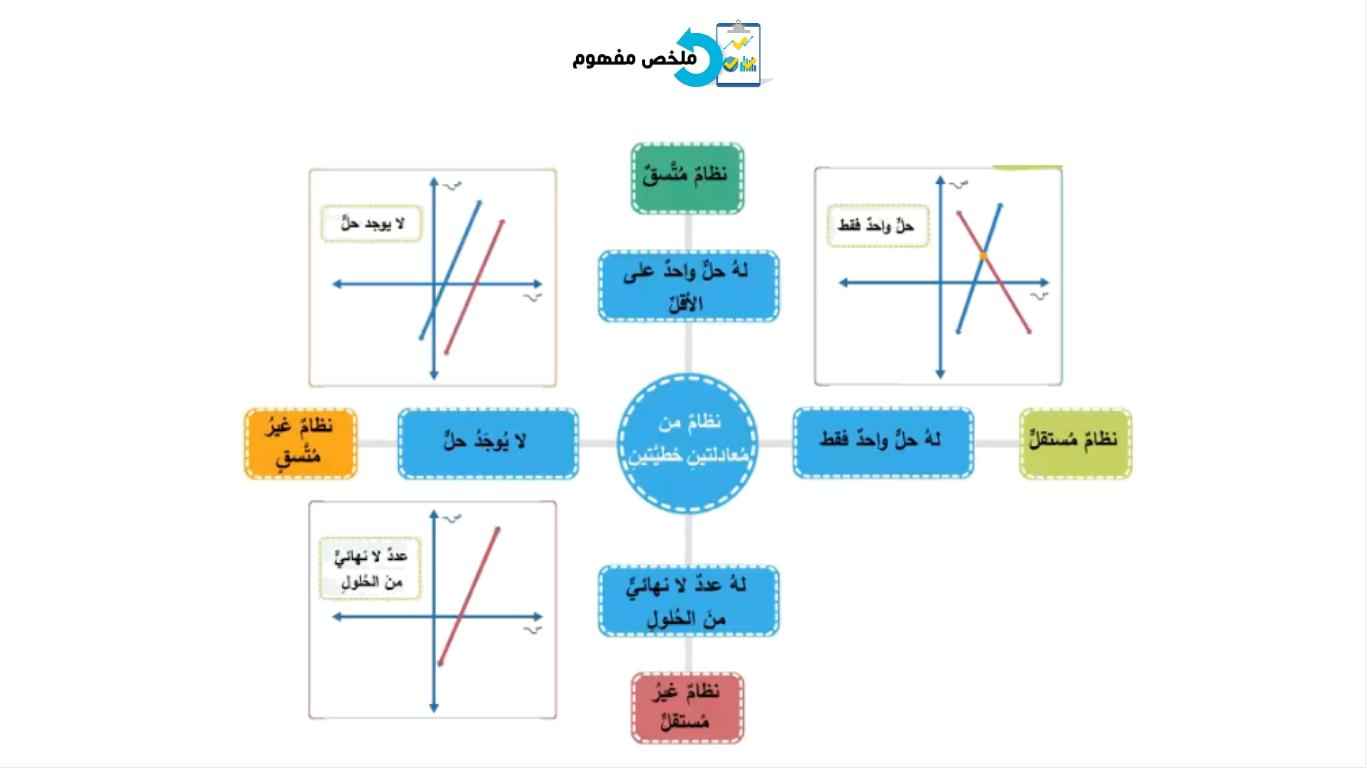 ملخص مفهوم
نظامٌ مُتَّسقٌ
لهُ حلٌّ واحدٌ على
الأقلِّ
حلٌّ واحدٌ فقط
ص
س
لا يوجد حلٌّ
ص
س
نظامٌ من
مُعادلتينِ خطيَّتينِ
لهُ حلٌّ واحدٌ فقط
نظامٌ مُستقلٌّ
لا يُوجَدُ حلٌّ
نظامٌ غيرُ
مُتَّسقٍ
عددٌ لا نهائيٌّ
منَ الحُلولِ
ص
س
لهُ عددٌ لا نهائيٌّ
منَ الحُلولِ
نظامٌ غيرُ
مُستقلٍّ